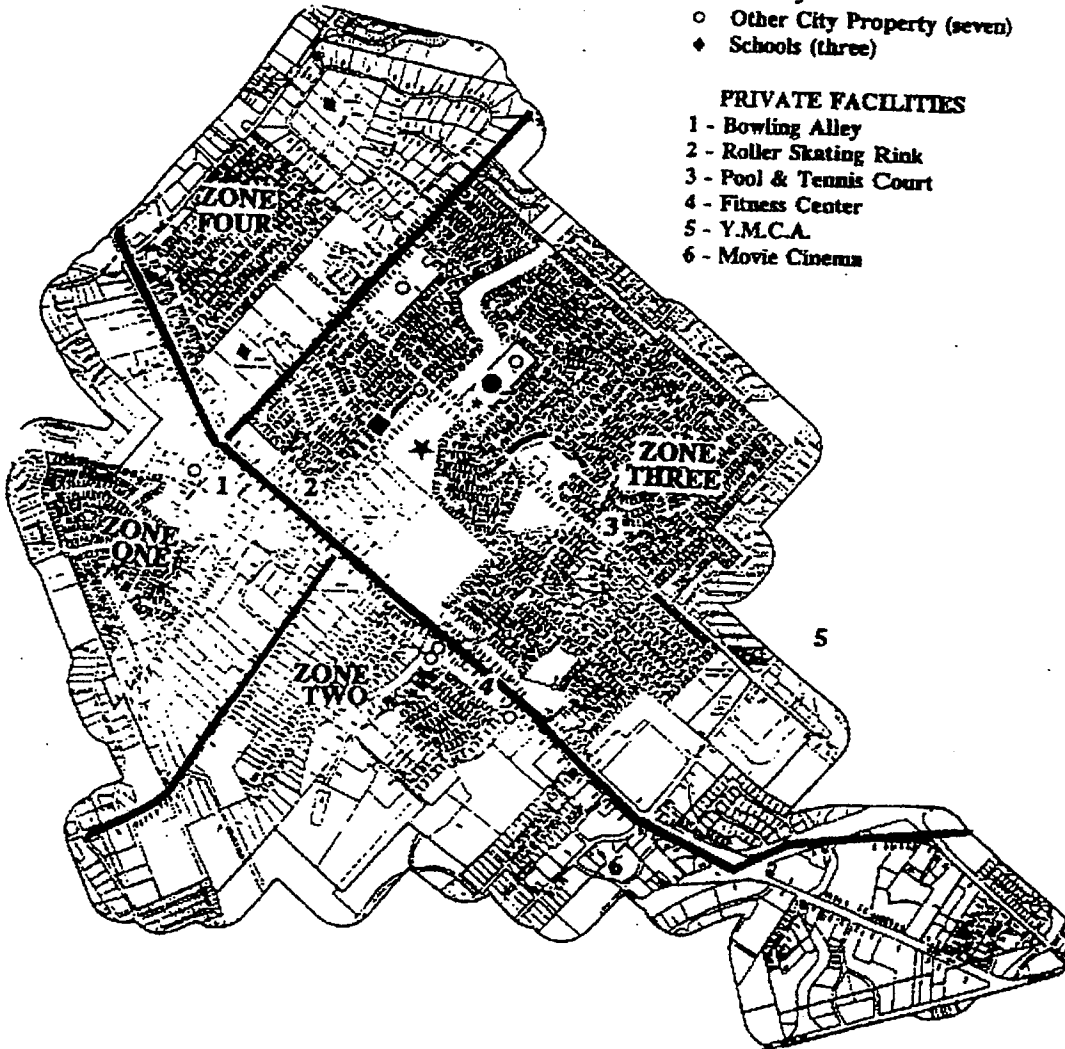 ○ Other City Property (seven)
♦ Schools (three)
PRIVATE FACILITIES
1 - Bowling Alley
2 - Roller Skating Rink
3 - Pool & Tennis Court
4 - Fitness Center
5 - Y.M.C.A.
6 - Movie Cinema
ZONE
FOUR
ZONE
THREE
1
2
3
ZONE
ONE
5
ZONE
TWO
4
6